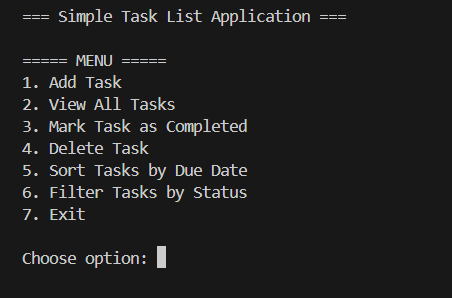 === Simple Task List Application ===
===== MENU =====
1. Add Task
2. View All Tasks
3. Mark Task as Completed
4. Delete Task
5. Sort Tasks by Due Date
6. Filter Tasks by Status
7. Exit
Choose option: